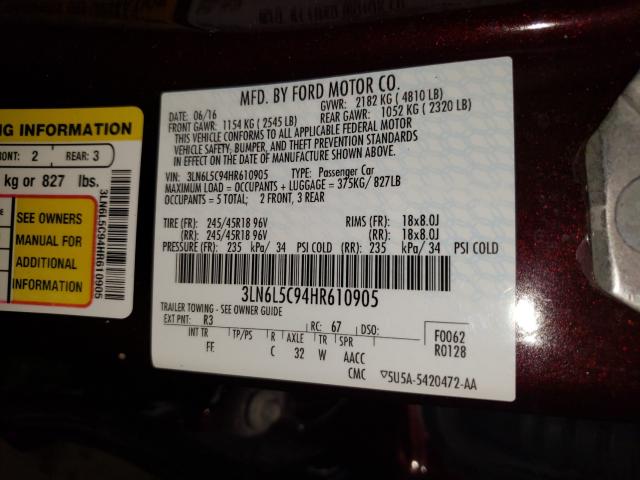 NG INFORMATION
FRONT: 2 REAR: 3
kg or 827 lbs.
SEE OWNERS
MANUAL FOR
ADDITIONAL
INFORMATION
3LN6L5C94HR610905
MFD. BY FORD MOTOR CO.
DATE: 06/16 GVWR: 2182 KG ( 4810 LB)
FRONT GAWR: 1154 KG ( 2545 LB) REAR GAWR: 1052 KG ( 2320 LB)
THIS VEHICLE CONFORMS TO ALL APPLICABLE FEDERAL MOTOR
VEHICLE SAFETY, BUMPER, AND THEFT PREVENTION STANDARDS
IN EFFECT ON THE DATE OF MANUFACTURE SHOWN ABOVE.
VIN: 3LN6L5C94HR610905 TYPE: Passenger Car
MAXIMUM LOAD = OCCUPANTS + LUGGAGE = 375KG/827LB
OCCUPANTS = 5 TOTAL; 2 FRONT, 3 REAR
TIRE (FR): 245/45R18 96V RIMS (FR): 18x8.0J
(RR): 245/45R18 96V (RR): 18x8.0J
PRESSURE (FR): 235 kPa/ 34 PSI COLD (RR): 235 kPa/ 34 PSI COLD
3LN6L5C94HR610905
TRAILER TOWING - SEE OWNER GUIDE
EXT PNT: R3 RC: 67 DSO: F0062
INT TR TP/PS R AXLE TR SPR R0128
FF C 32 W AACC
CMC 5U5A-5420472-AA